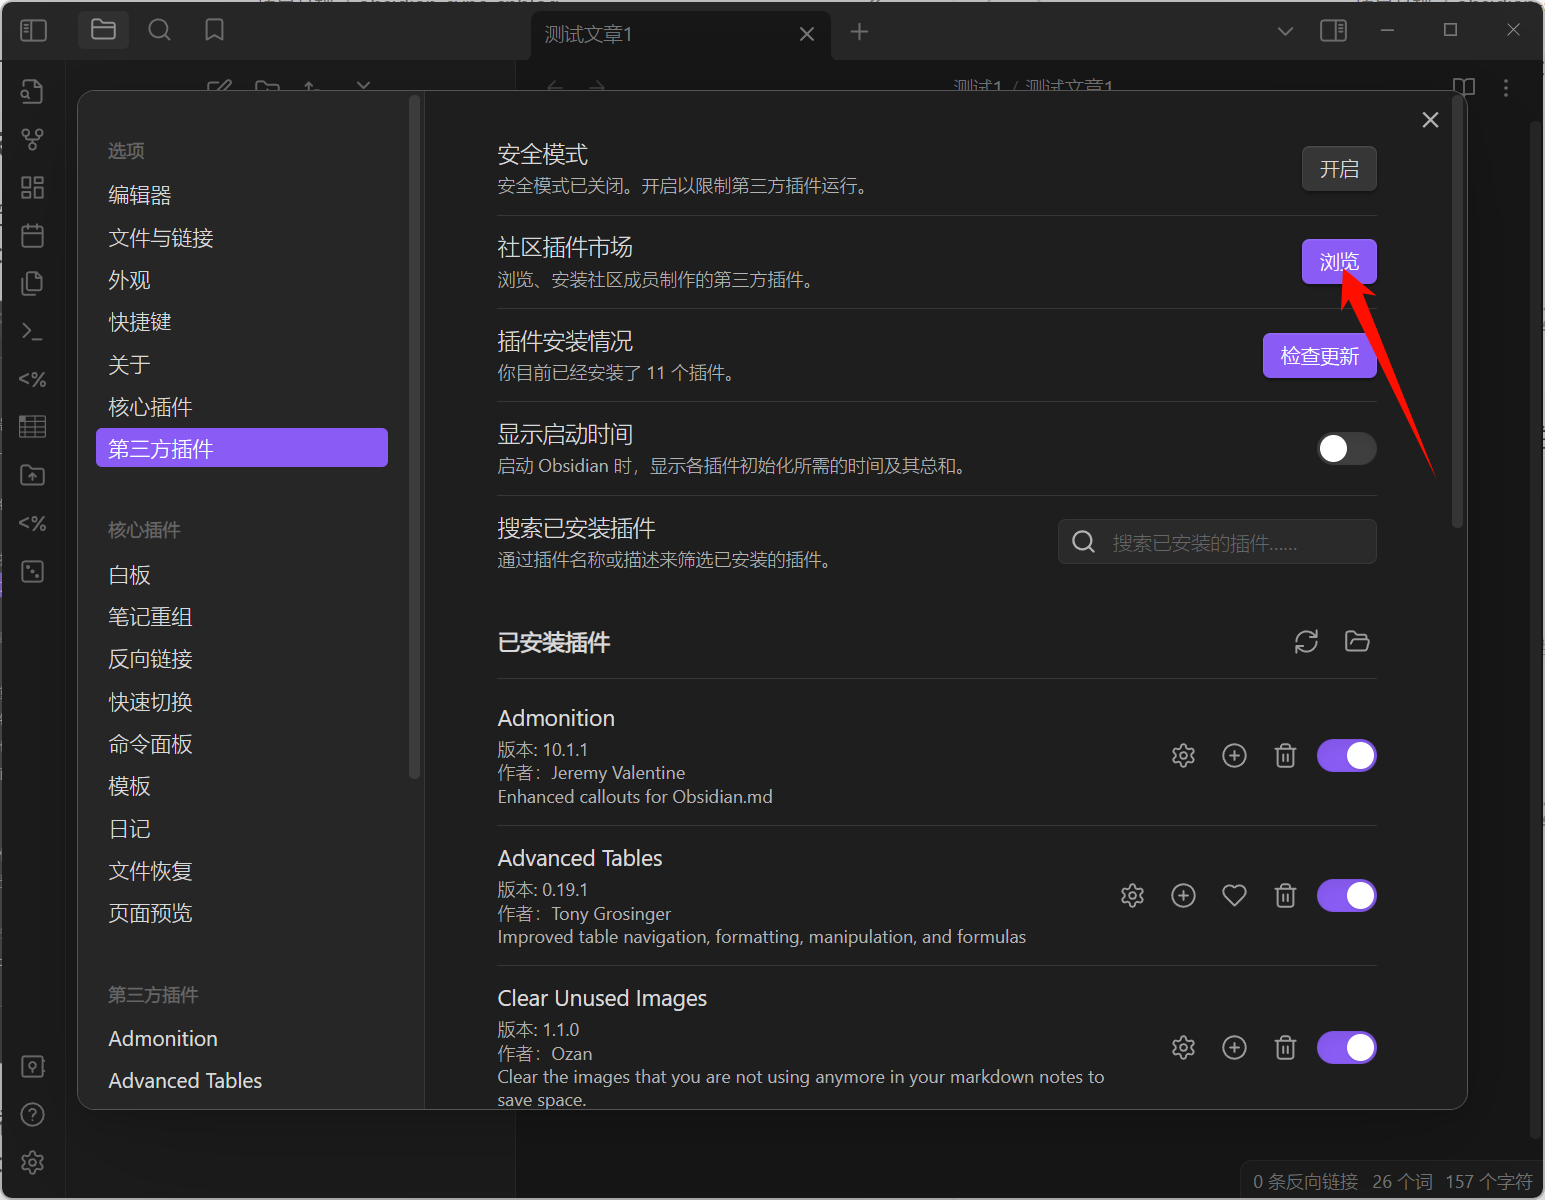 测试文章1
测试1 / 测试文章1
选项
编辑器
文件与链接
外观
快捷键
关于
核心插件
第三方插件
核心插件
白板
笔记重组
反向链接
快速切换
命令面板
模板
日记
文件恢复
页面预览
第三方插件
Admonition
Advanced Tables
安全模式
安全模式已关闭。开启以限制第三方插件运行。
开启
社区插件市场
浏览、安装社区成员制作的第三方插件。
浏览
插件安装情况
你目前已经安装了 11 个插件。
检查更新
显示启动时间
启动 Obsidian 时，显示各插件初始化所需的时间及其总和。
搜索已安装插件
通过插件名称或描述来筛选已安装的插件。
搜索已安装的插件......
已安装插件
Admonition
版本: 10.1.1
作者：Jeremy Valentine
Enhanced callouts for Obsidian.md
Advanced Tables
版本: 0.19.1
作者：Tony Grosinger
Improved table navigation, formatting, manipulation, and formulas
Clear Unused Images
版本: 1.1.0
作者：Ozan
Clear the images that you are not using anymore in your markdown notes to
save space.
0 条反向链接 26 个词 157 个字符